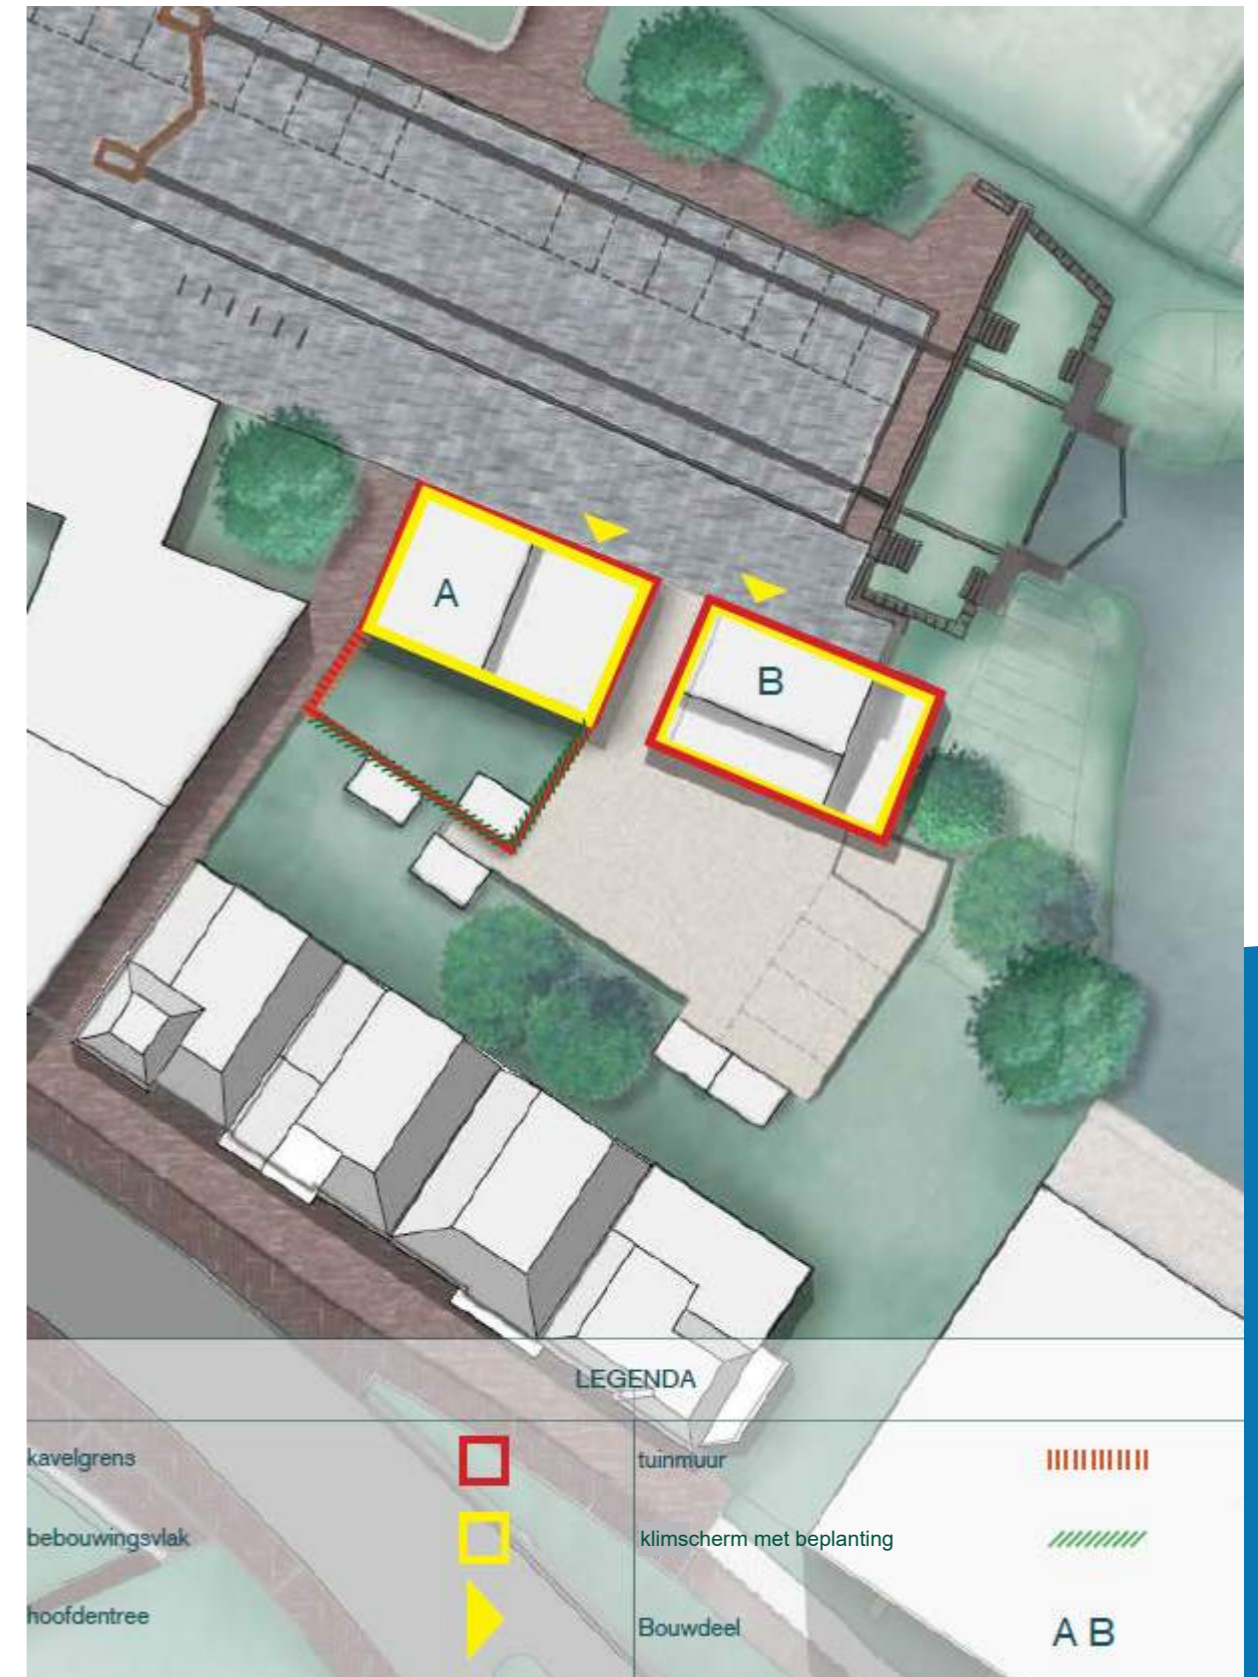 A
B
LEGENDA
kavelgrens
tuinmuur
bebouwingsvlak
klimscherm met beplanting
hoofdentree
Bouwdeel
A B